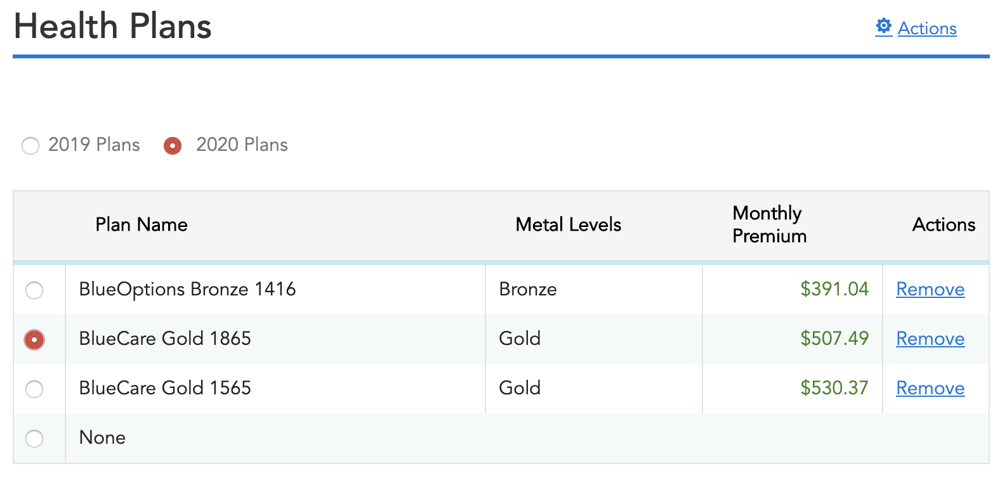 Health Plans
Actions
2019 Plans 2020 Plans
Plan Name Metal Levels Monthly Premium Actions
BlueOptions Bronze 1416 Bronze $391.04 Remove
BlueCare Gold 1865 Gold $507.49 Remove
BlueCare Gold 1565 Gold $530.37 Remove
None